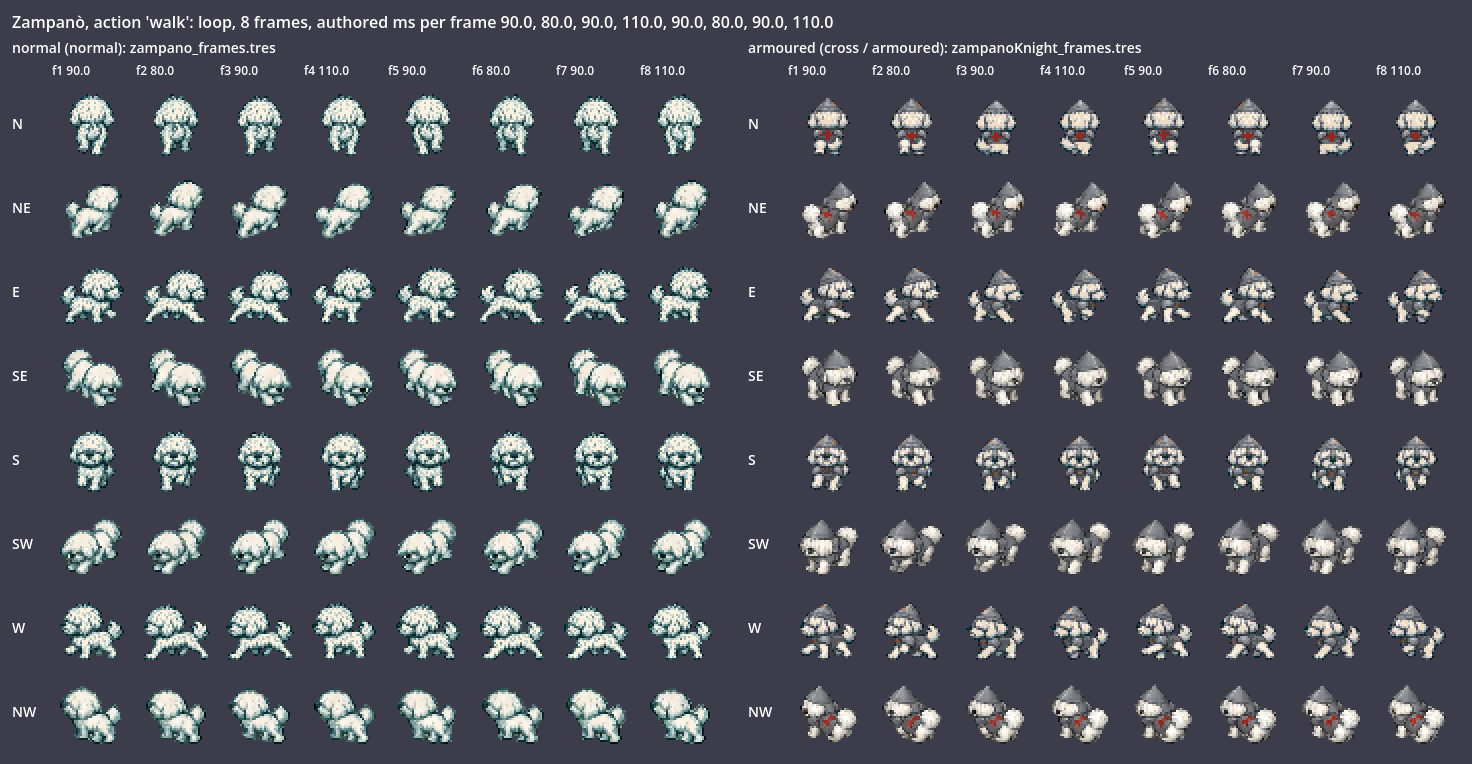 Zampanò, action 'walk': loop, 8 frames, authored ms per frame 90.0, 80.0, 90.0, 110.0, 90.0, 80.0, 90.0, 110.0
normal (normal): zampano_frames.tres
f1 90.0 f2 80.0 f3 90.0 f4 110.0 f5 90.0 f6 80.0 f7 90.0 f8 110.0
N
NE
E
SE
S
SW
W
NW
armoured (cross / armoured): zampanoKnight_frames.tres
f1 90.0 f2 80.0 f3 90.0 f4 110.0 f5 90.0 f6 80.0 f7 90.0 f8 110.0
N
NE
E
SE
S
SW
W
NW